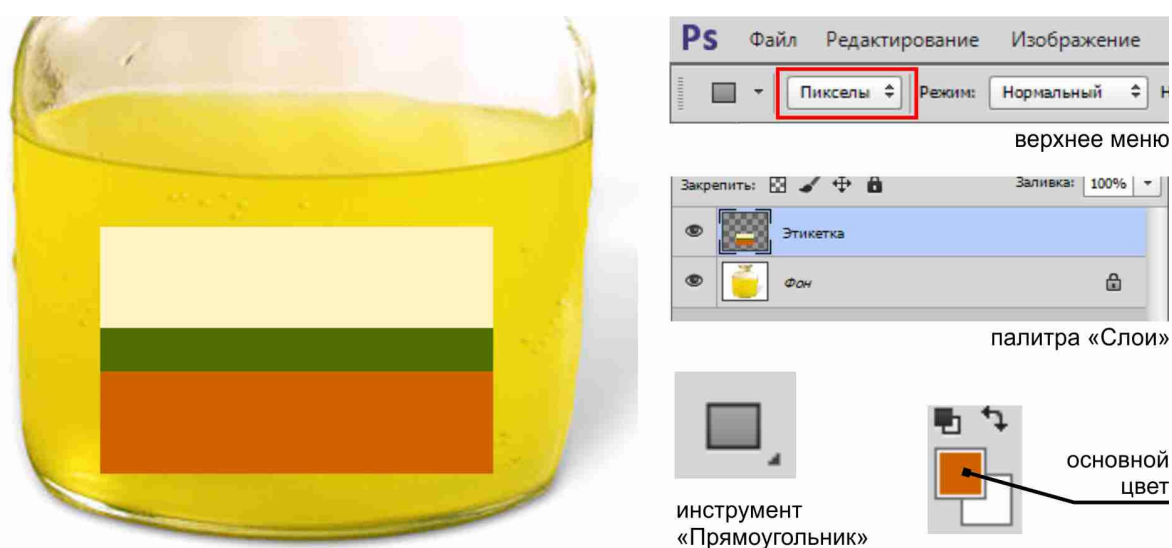 Ps Файл Редактирование Изображение
Пикселы Режим: Нормальный Н
верхнее меню
Закрепить: Заливка: 100%
Этикетка
Фон
палитра «Слои»
основной
цвет
инструмент
«Прямоугольник»